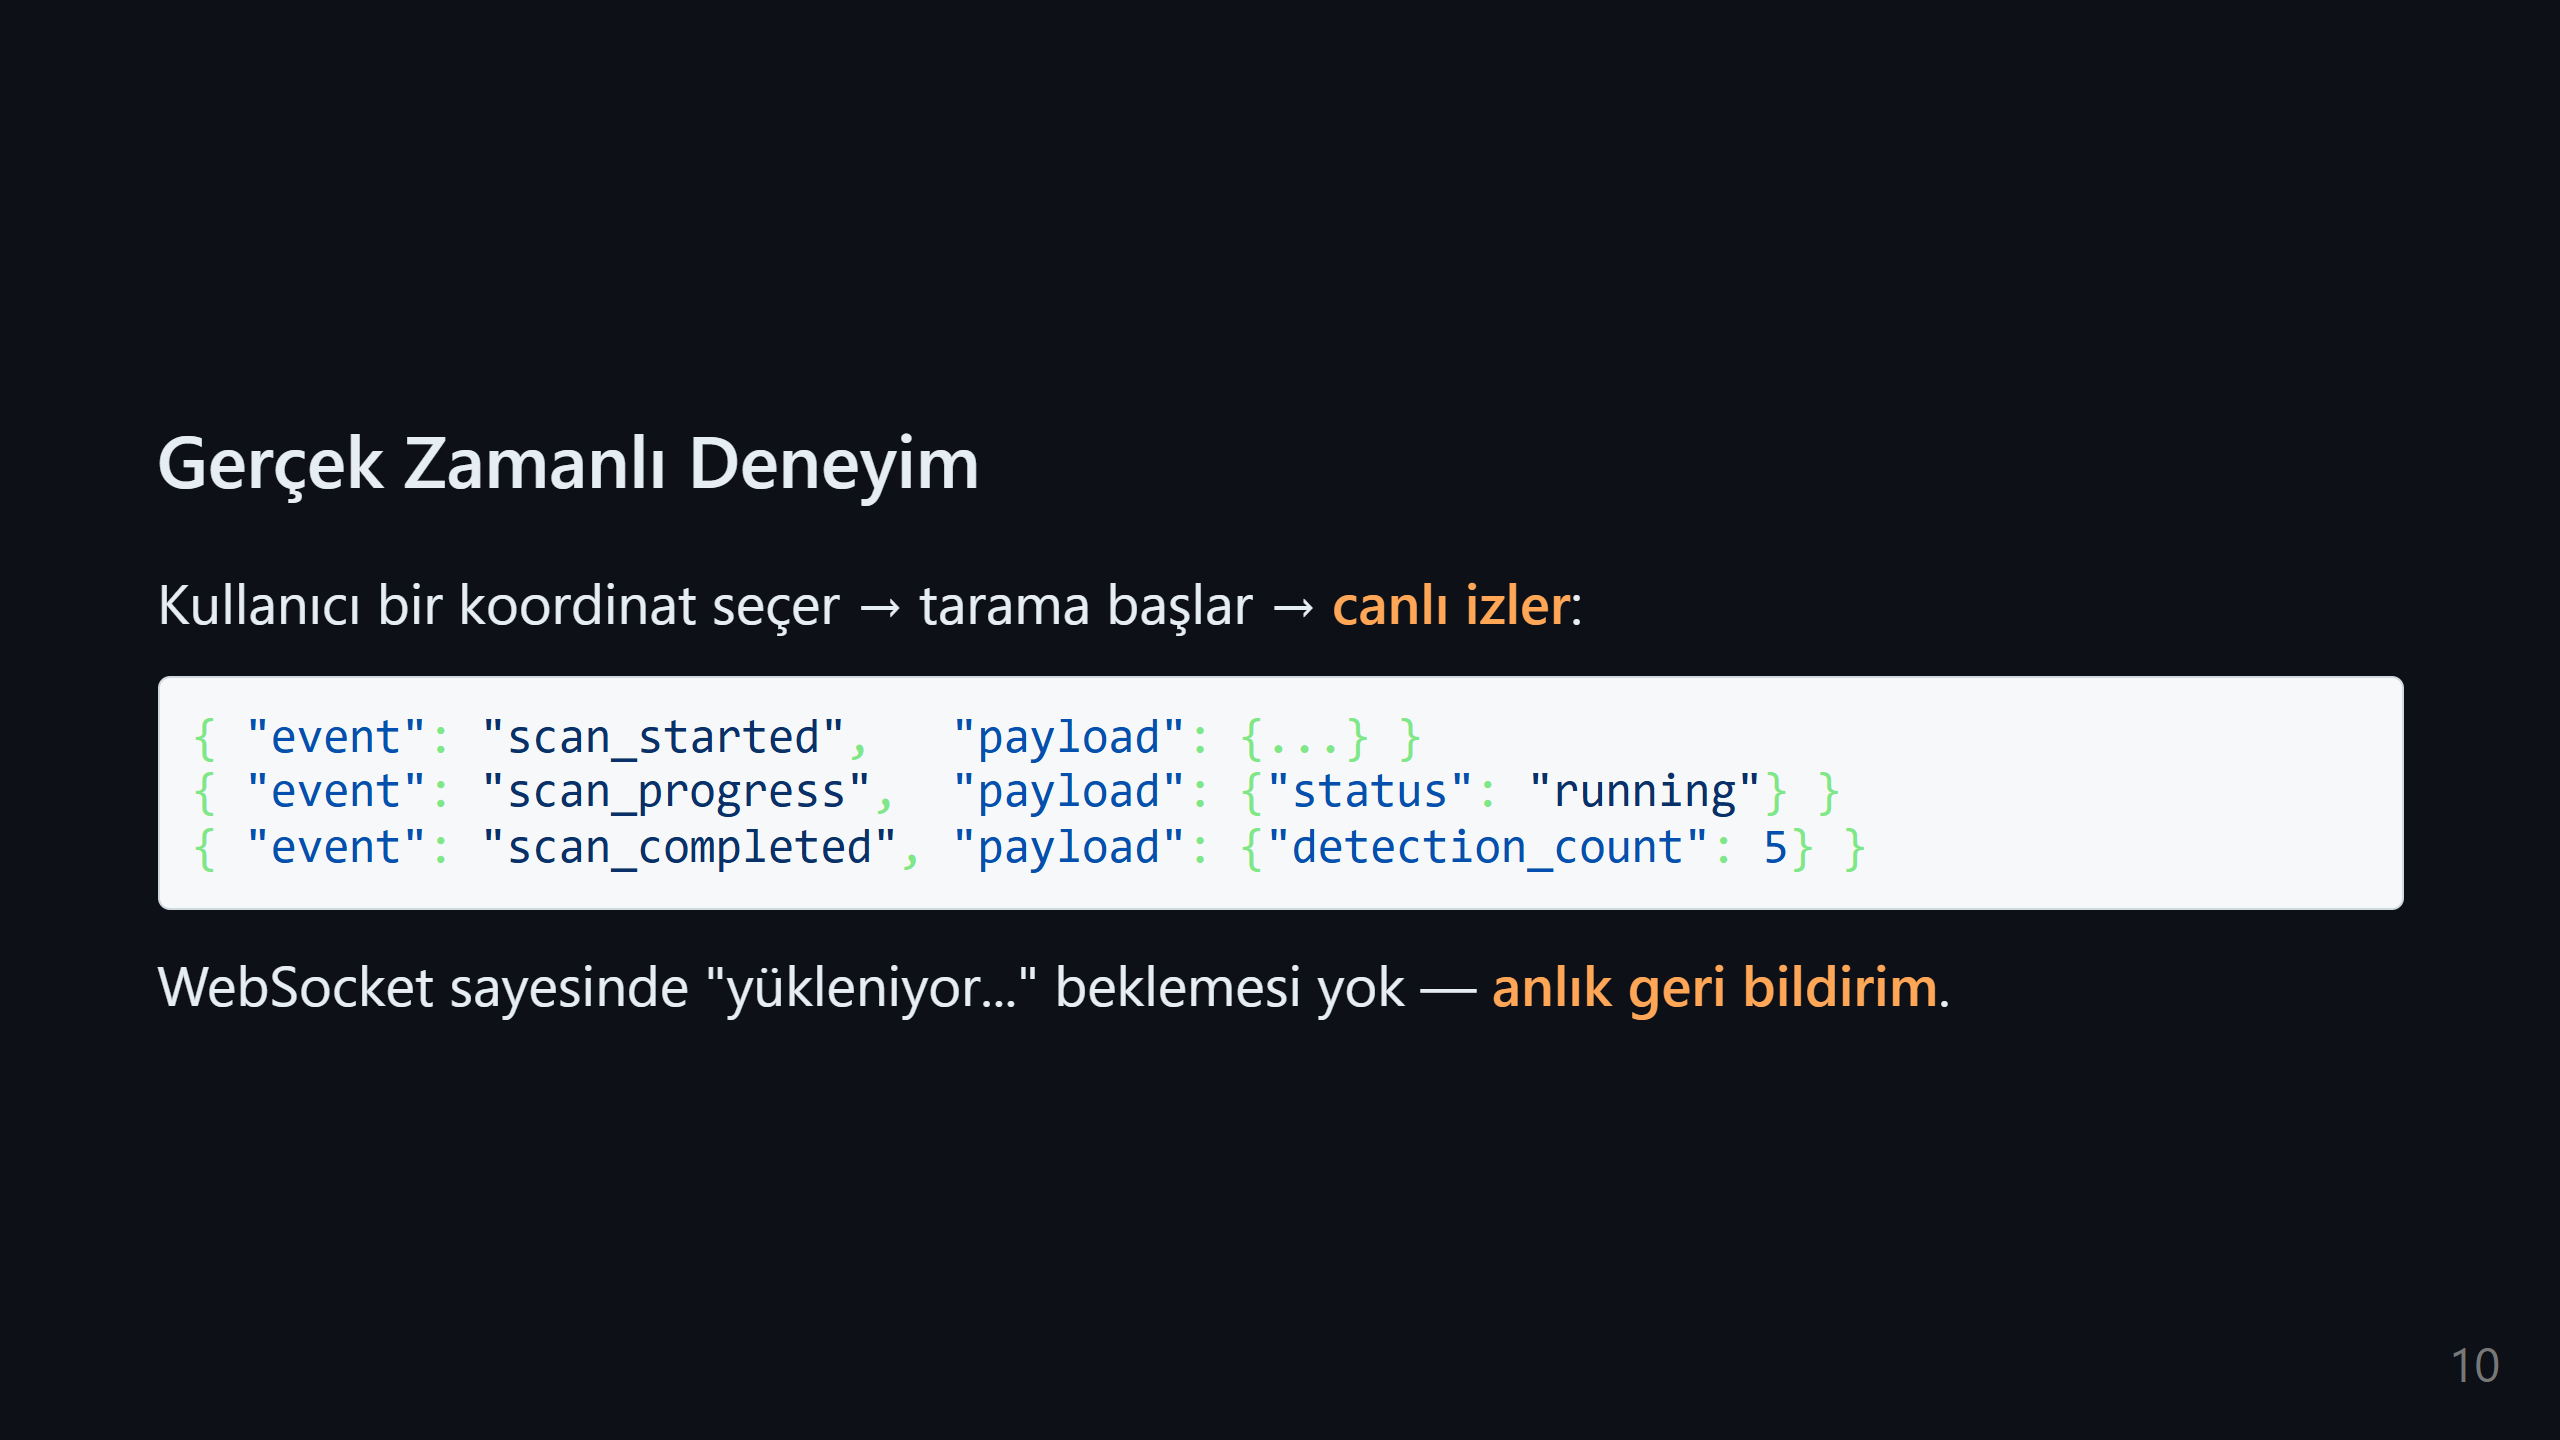 Gerçek Zamanlı Deneyim
Kullanıcı bir koordinat seçer → tarama başlar → canlı izler:
{ "event": "scan_started",   "payload": {...} }
{ "event": "scan_progress",  "payload": {"status": "running"} }
{ "event": "scan_completed", "payload": {"detection_count": 5} }
WebSocket sayesinde "yükleniyor..." beklemesi yok — anlık geri bildirim.
10